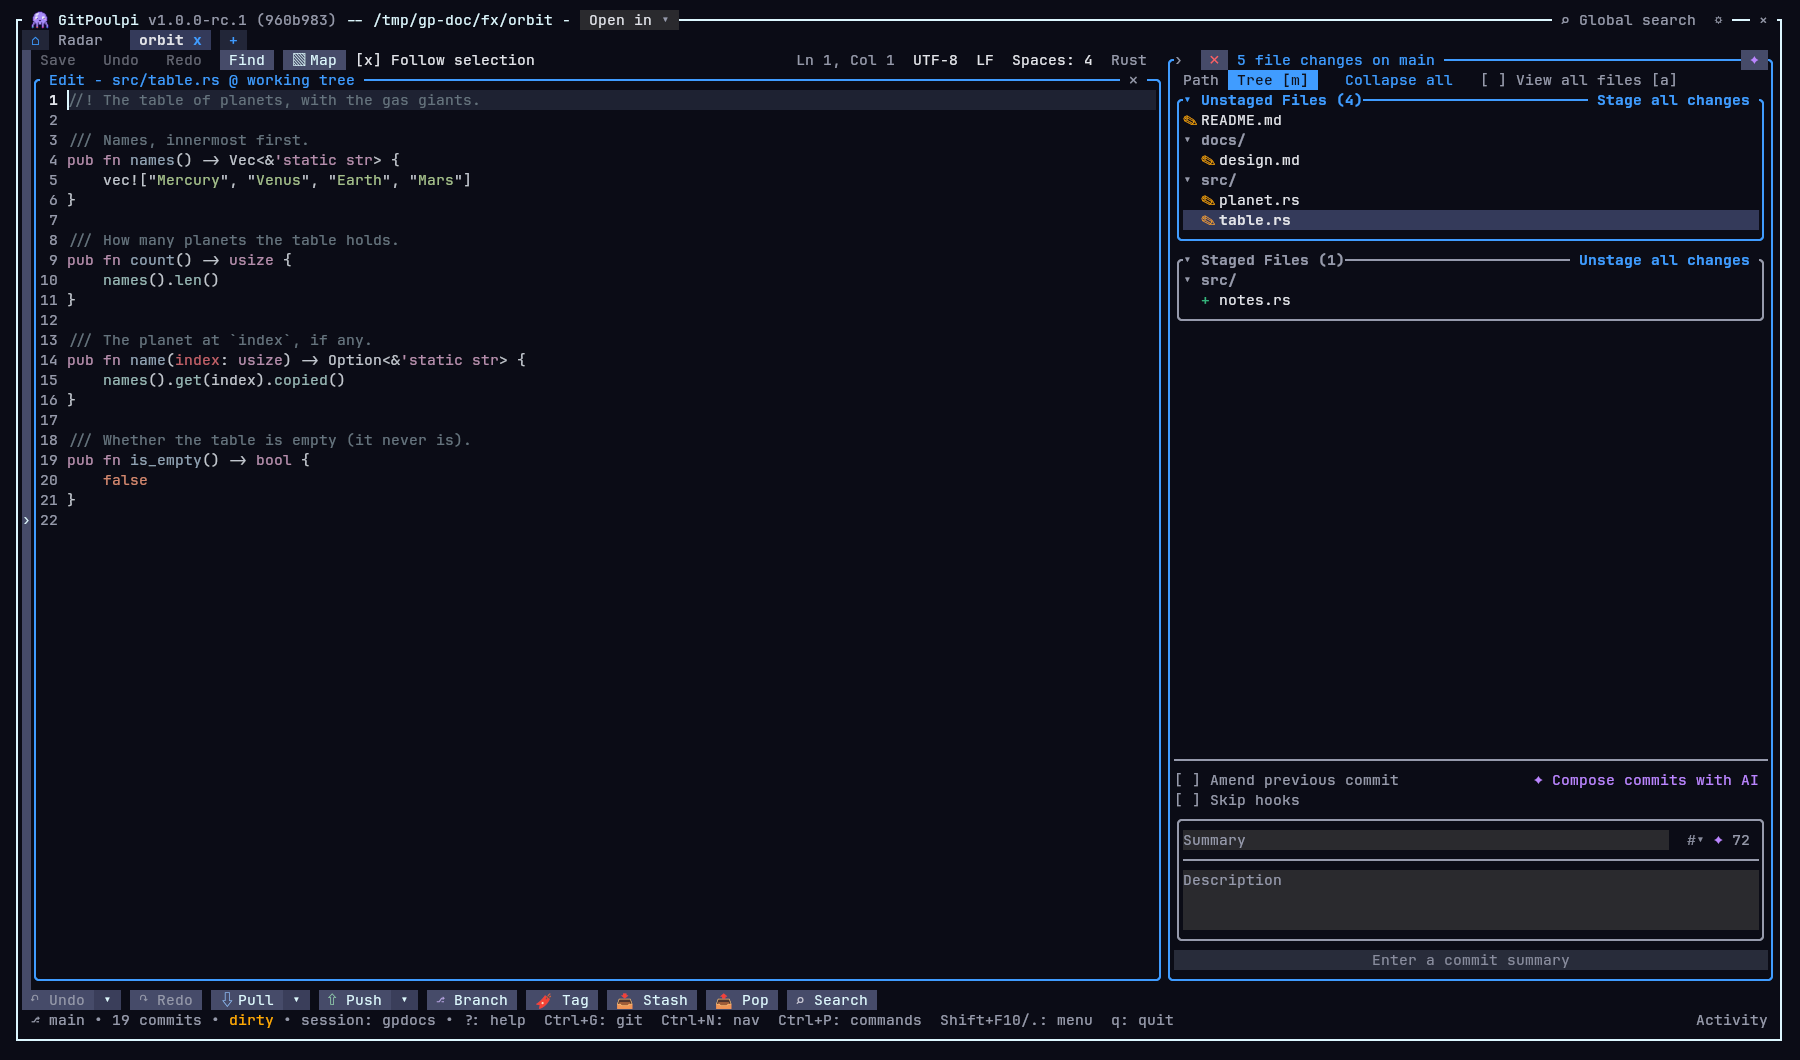 GitPoulpi v1.0.0-rc.1 (960b983) —— /tmp/gp-doc/fx/orbit - Open in ▾ ⌕ Global search ⚙ — ×
⌂ Radar orbit x +
Save Undo Redo Find ▧ Map [x] Follow selection Ln 1, Col 1 UTF-8 LF Spaces: 4 Rust
Edit - src/table.rs @ working tree ×
1 //! The table of planets, with the gas giants.
2
3 /// Names, innermost first.
4 pub fn names() -> Vec<&'static str> {
5 vec!["Mercury", "Venus", "Earth", "Mars"]
6 }
7
8 /// How many planets the table holds.
9 pub fn count() -> usize {
10 names().len()
11 }
12
13 /// The planet at `index`, if any.
14 pub fn name(index: usize) -> Option<&'static str> {
15 names().get(index).copied()
16 }
17
18 /// Whether the table is empty (it never is).
19 pub fn is_empty() -> bool {
20 false
21 }
› 22
› ✕ 5 file changes on main ✦
Path Tree [m] Collapse all [ ] View all files [a]
▾ Unstaged Files (4) Stage all changes
✎ README.md
▾ docs/
✎ design.md
▾ src/
✎ planet.rs
✎ table.rs
▾ Staged Files (1) Unstage all changes
▾ src/
+ notes.rs
[ ] Amend previous commit ✦ Compose commits with AI
[ ] Skip hooks
Summary #▾ ✦ 72
Description
Enter a commit summary
↶ Undo ▾ ↷ Redo ⇩ Pull ▾ ⇧ Push ▾ ⎇ Branch Tag Stash Pop ⌕ Search
⎇ main • 19 commits • dirty • session: gpdocs • ?: help Ctrl+G: git Ctrl+N: nav Ctrl+P: commands Shift+F10/.: menu q: quit Activity